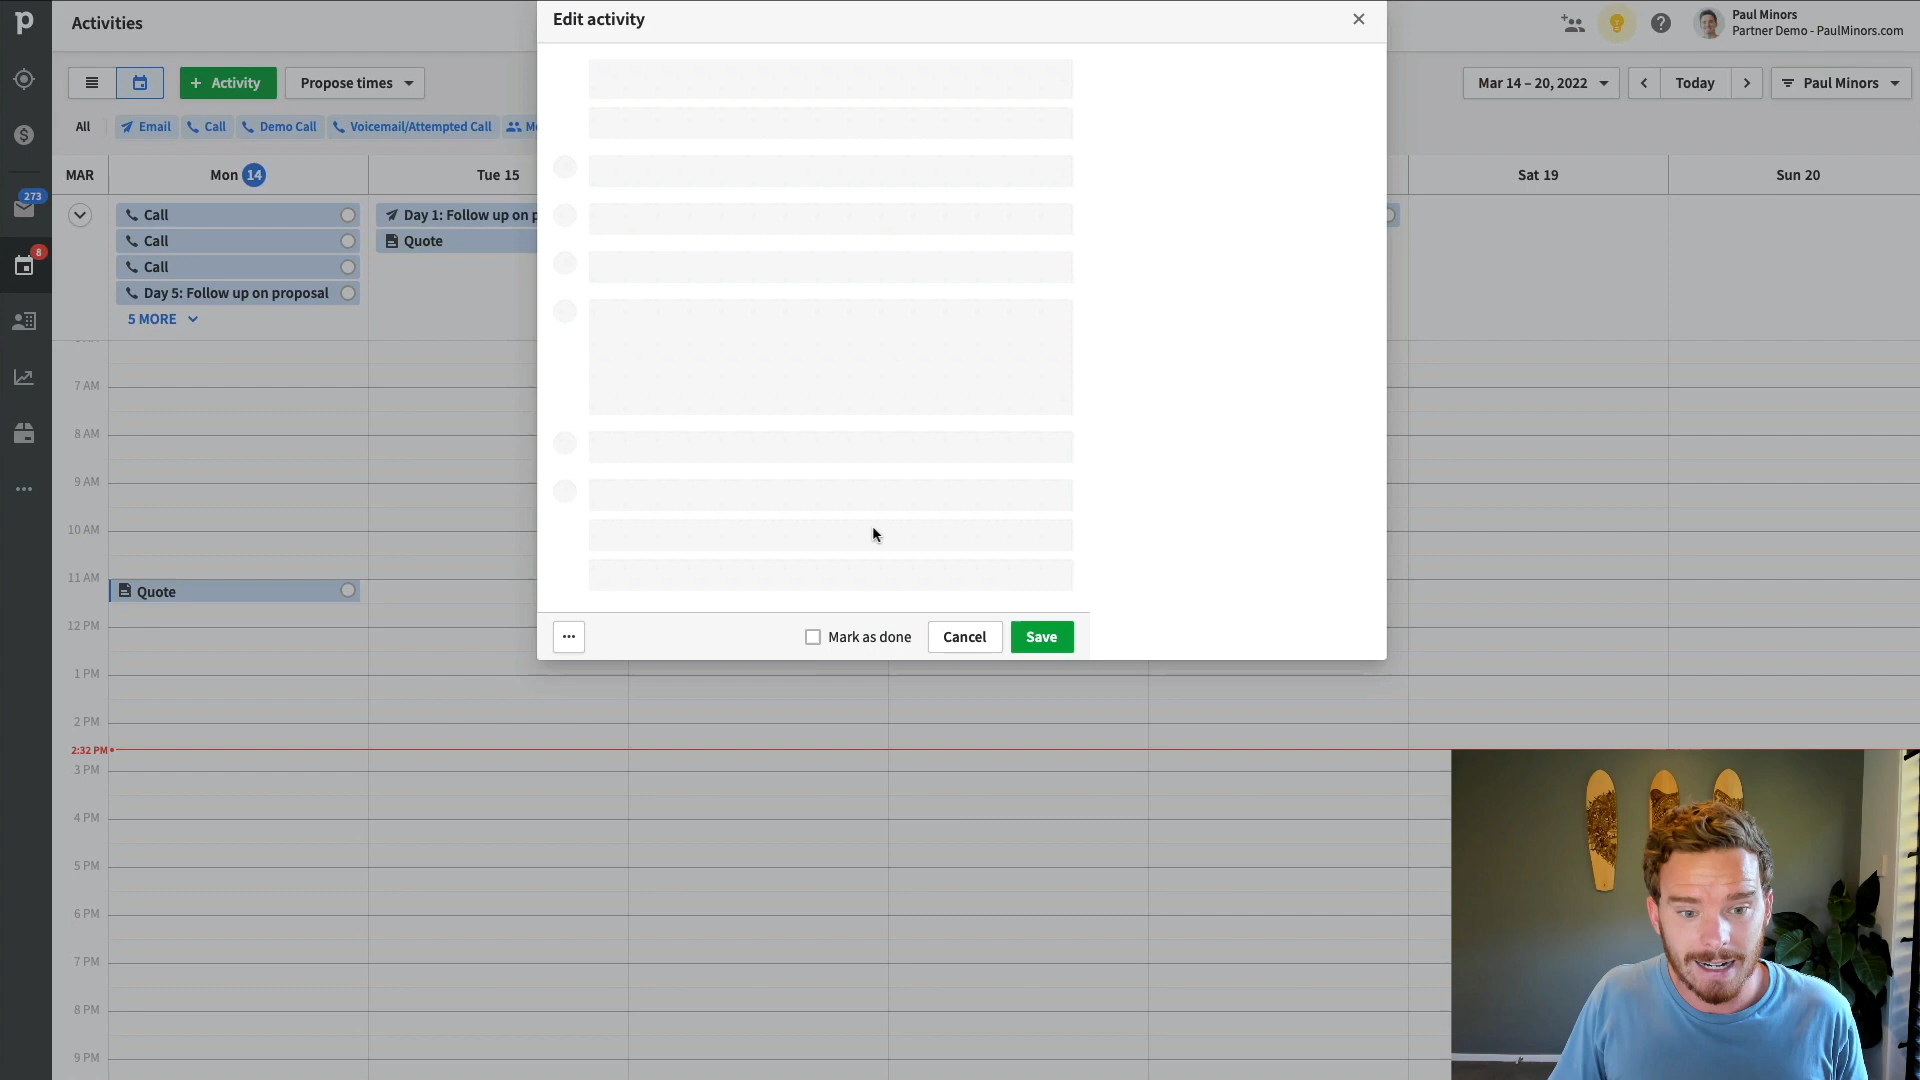 Edit activity
Activities
Paul Minors
Partner Demo - PaulMinors.com
+ Activity
Propose times
Mar 14 – 20, 2022
Today
Paul Minors
All
Email
Call
Demo Call
Voicemail/Attempted Call
273
MAR
Mon 14
Tue 15
Sat 19
Sun 20
8
Call
Day 1: Follow up on
Call
Quote
Call
Day 5: Follow up on proposal
5 MORE
7 AM
8 AM
9 AM
10 AM
11 AM
Quote
12 PM
Mark as done
Cancel
Save
1 PM
2 PM
2:32 PM
3 PM
4 PM
5 PM
6 PM
7 PM
8 PM
9 PM